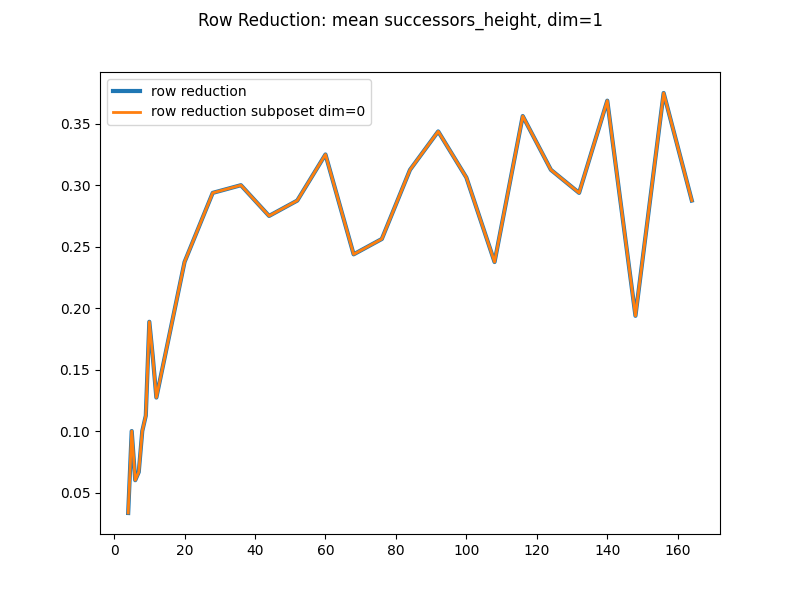 Row Reduction: mean successors_height, dim=1
row reduction
row reduction subposet dim=0
0.35
0.30
0.25
0.20
0.15
0.10
0.05
0 20 40 60 80 100 120 140 160